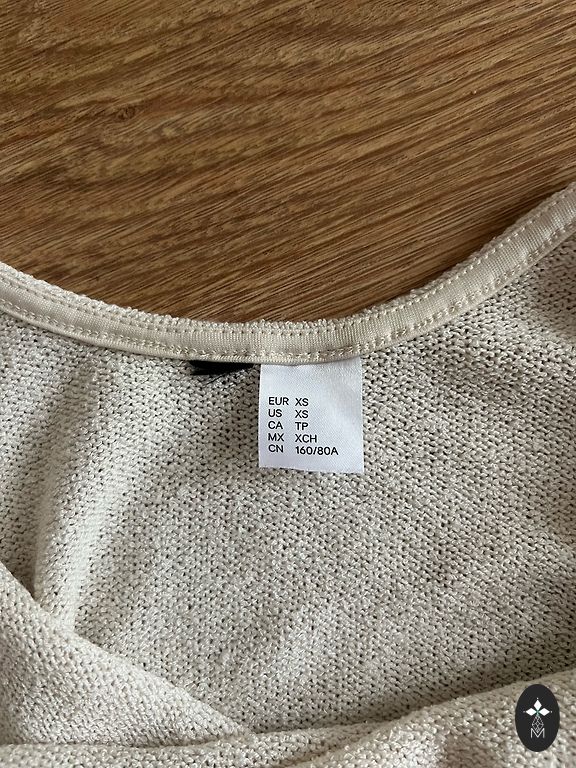 EUR XS
US XS
CA TP
MX XCH
CN 160/80A
M